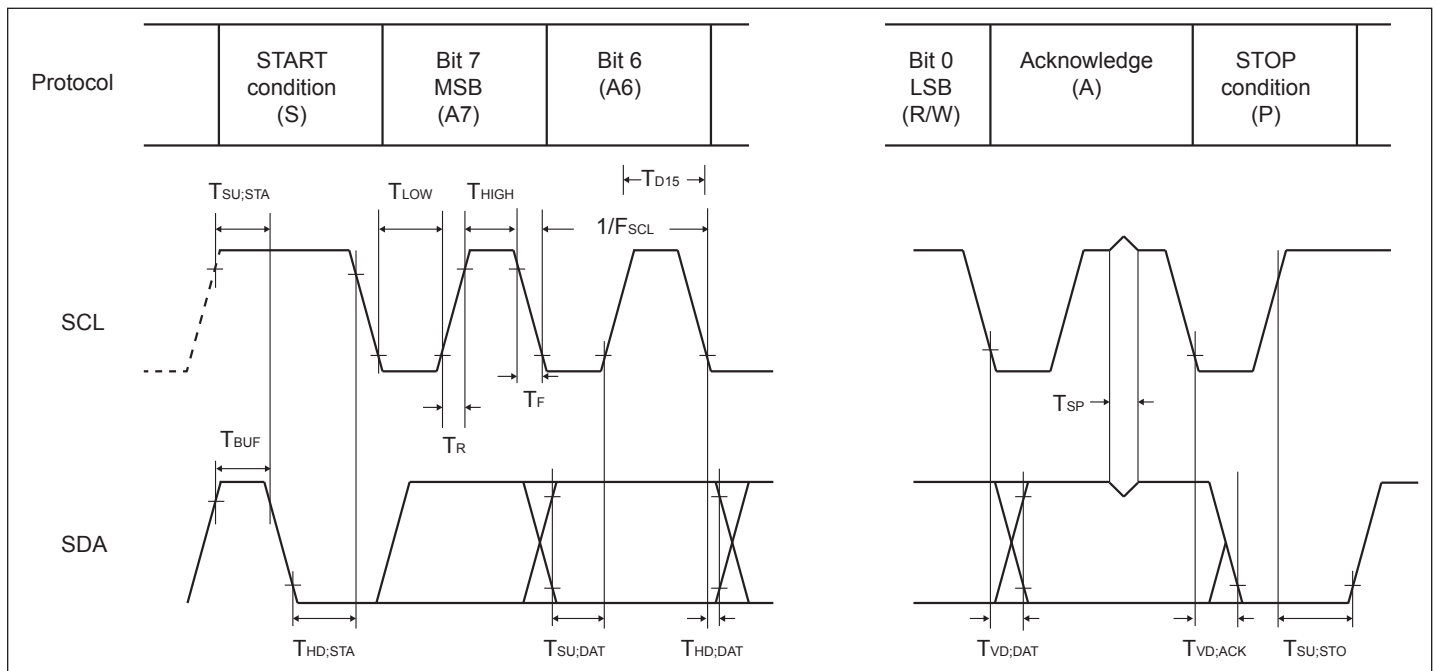 Protocol
START
condition
(S)
Bit 7
MSB
(A7)
Bit 6
(A6)
Bit 0
LSB
(R/W)
Acknowledge
(A)
STOP
condition
(P)
TSU;STA
TLOW
THIGH
TD15
1/FSCL
SCL
TF
TR
TSP
TBUF
SDA
THD;STA
TSU;DAT
THD;DAT
TVD;DAT
TVD;ACK
TSU;STO